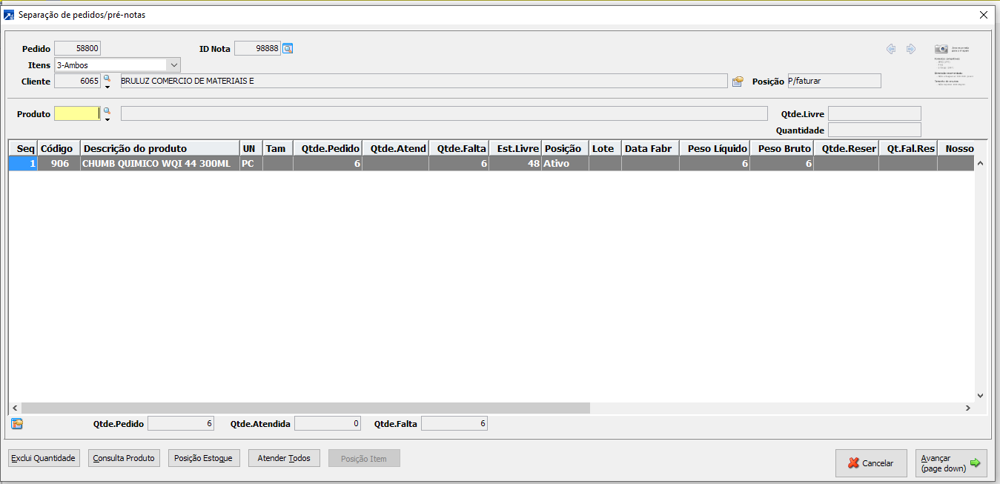 Separação de pedidos/pré-notas
Pedido 58800 ID Nota 98888
Itens 3-Ambos
Cliente 6065 BRULUZ COMERCIO DE MATERIAIS E Posição P/faturar
Produto Qtde.Livre
Quantidade
Seq Código Descrição do produto UN Tam Qtde.Pedido Qtde.Atend Qtde.Falta Est.Livre Posição Lote Data Fabr Peso Líquido Peso Bruto Qtde.Reser Qt.Fal.Res Nosso
1 906 CHUMB QUIMICO WQI 44 300ML PC 6 6 48 Ativo 6 6
Qtde.Pedido 6 Qtde.Atendida 0 Qtde.Falta 6
Exclui Quantidade Consulta Produto Posição Estogue Atender Todos Posição Item Cancelar Avançar
(page down)